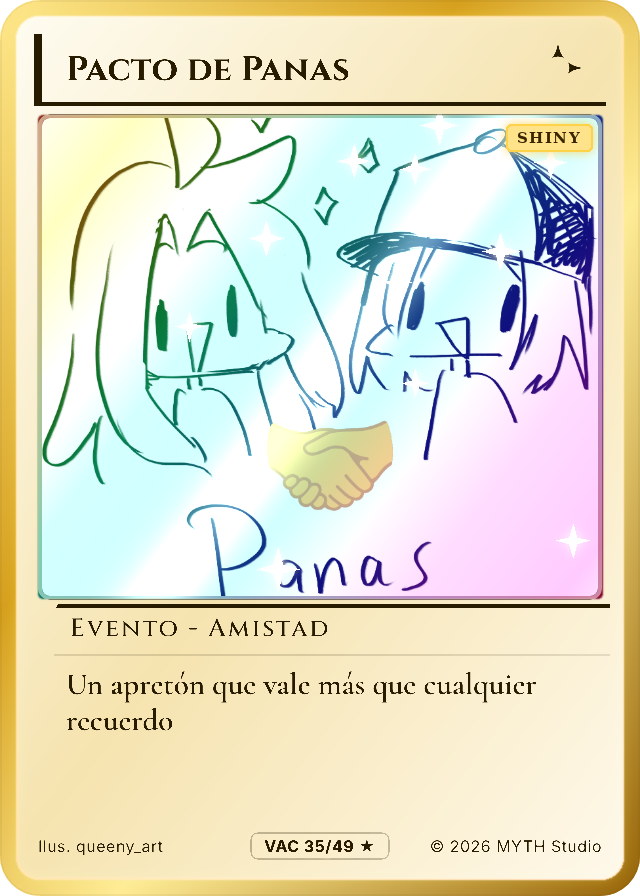 Pacto de Panas
SHINY
Panas
Evento - Amistad
Un apretón que vale más que cualquier
recuerdo
Ilus. queeny_art
VAC 35/49 ★
© 2026 MYTH Studio